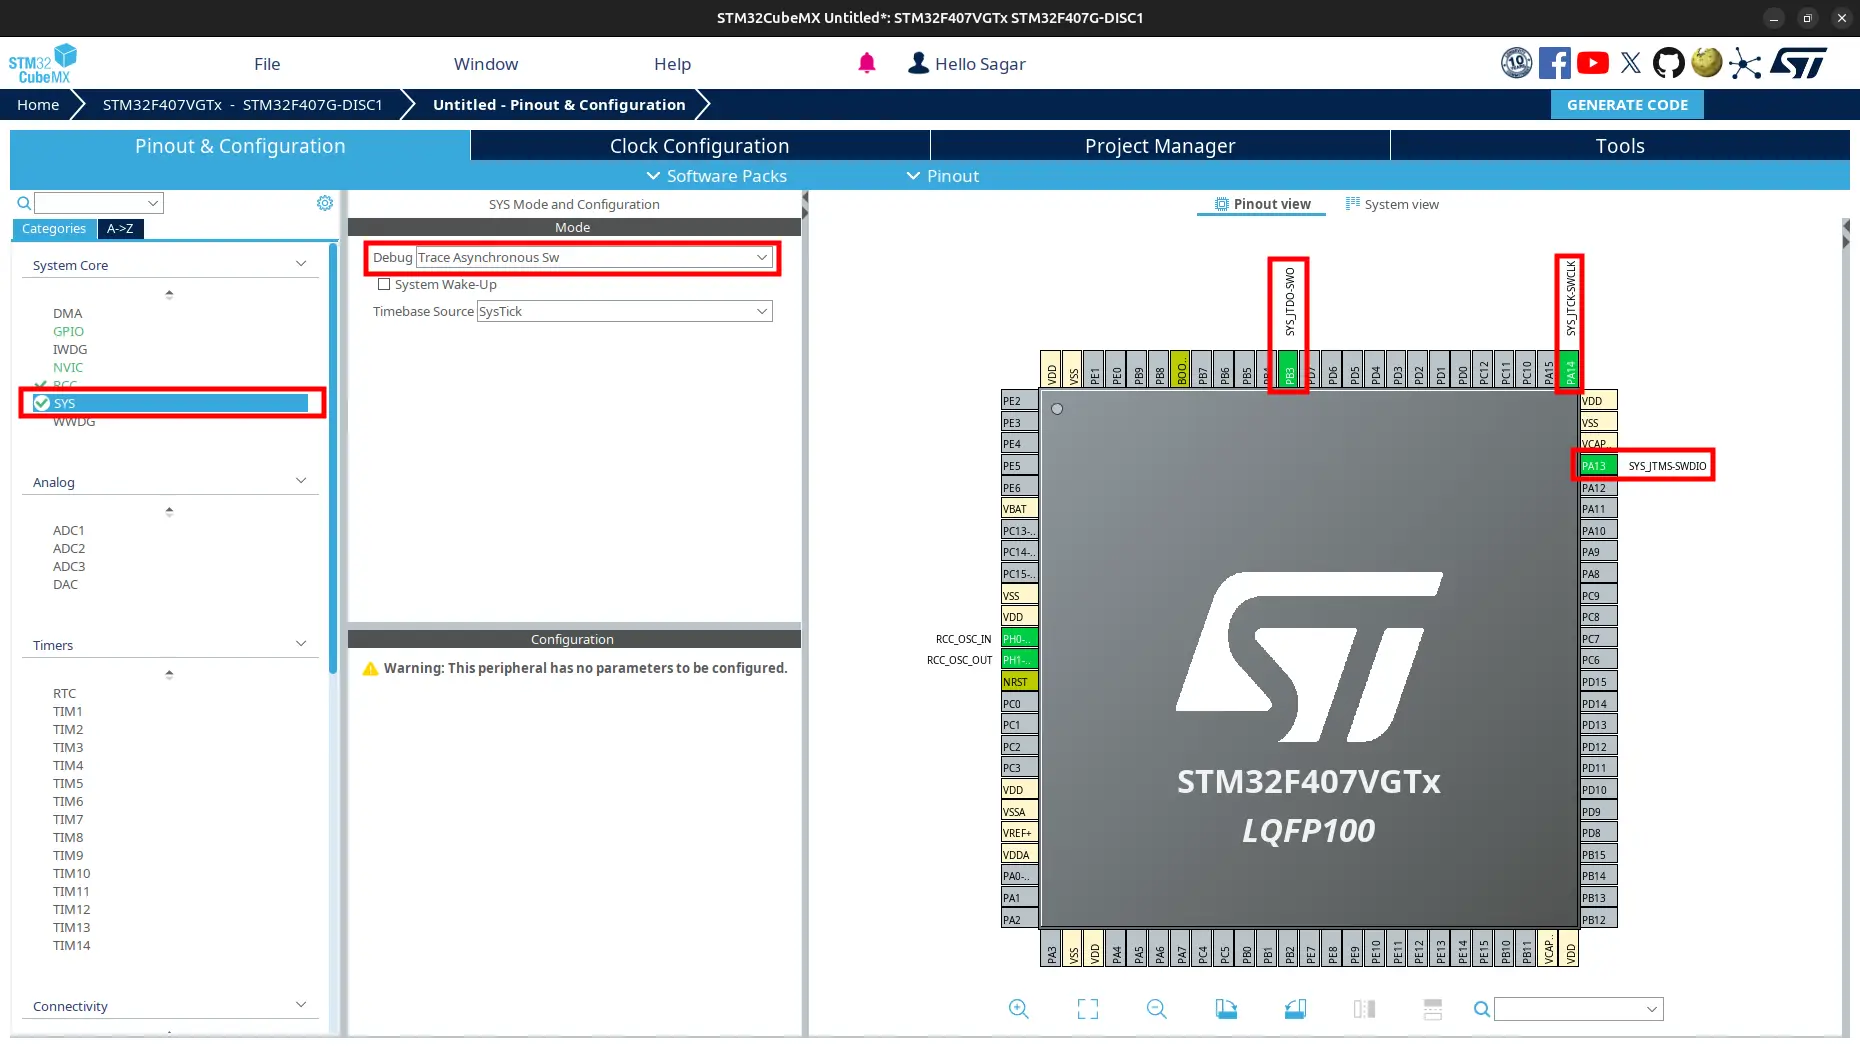 STM32CubeMX Untitled*: STM32F407VGTx STM32F407G-DISC1
STM32
CubeMX
File
Window
Help
Hello Sagar
10
Home
STM32F407VGTx - STM32F407G-DISC1
Untitled - Pinout & Configuration
GENERATE CODE
Pinout & Configuration
Clock Configuration
Project Manager
Tools
Software Packs
Pinout
Categories
A->Z
System Core
DMA
GPIO
IWDG
NVIC
RCC
SYS
WWDG
Analog
ADC1
ADC2
ADC3
DAC
Timers
RTC
TIM1
TIM2
TIM3
TIM4
TIM5
TIM6
TIM7
TIM8
TIM9
TIM10
TIM11
TIM12
TIM13
TIM14
Connectivity
SYS Mode and Configuration
Mode
Debug Trace Asynchronous Sw
System Wake-Up
Timebase Source SysTick
Configuration
Warning: This peripheral has no parameters to be configured.
Pinout view
System view
SYS_JTDO-SWO
SYS_JTCK-SWCLK
VDD
VSS
PE1
PE0
PB9
PB8
BOO..
PB7
PB6
PB5
PB4
PB3
PD7
PD6
PD5
PD4
PD3
PD2
PD1
PD0
PC12
PC11
PC10
PA15
PA14
PE2
PE3
PE4
PE5
PE6
VBAT
PC13-..
PC14-..
PC15-..
VSS
VDD
RCC_OSC_IN PH0-..
RCC_OSC_OUT PH1-..
NRST
PC0
PC1
PC2
PC3
VDD
VSSA
VREF+
VDDA
PA0-..
PA1
PA2
VDD
VSS
VCAP..
PA13 SYS_JTMS-SWDIO
PA12
PA11
PA10
PA9
PA8
PC9
PC8
PC7
PC6
PD15
PD14
PD13
PD12
PD11
PD10
PD9
PD8
PB15
PB14
PB13
PB12
STM32F407VGTx
LQFP100
PA3
VSS
VDD
PA4
PA5
PA6
PA7
PC4
PC5
PB0
PB1
PB2
PE7
PE8
PE9
PE10
PE11
PE12
PE13
PE14
PE15
PB10
PB11
VCAP..
VDD